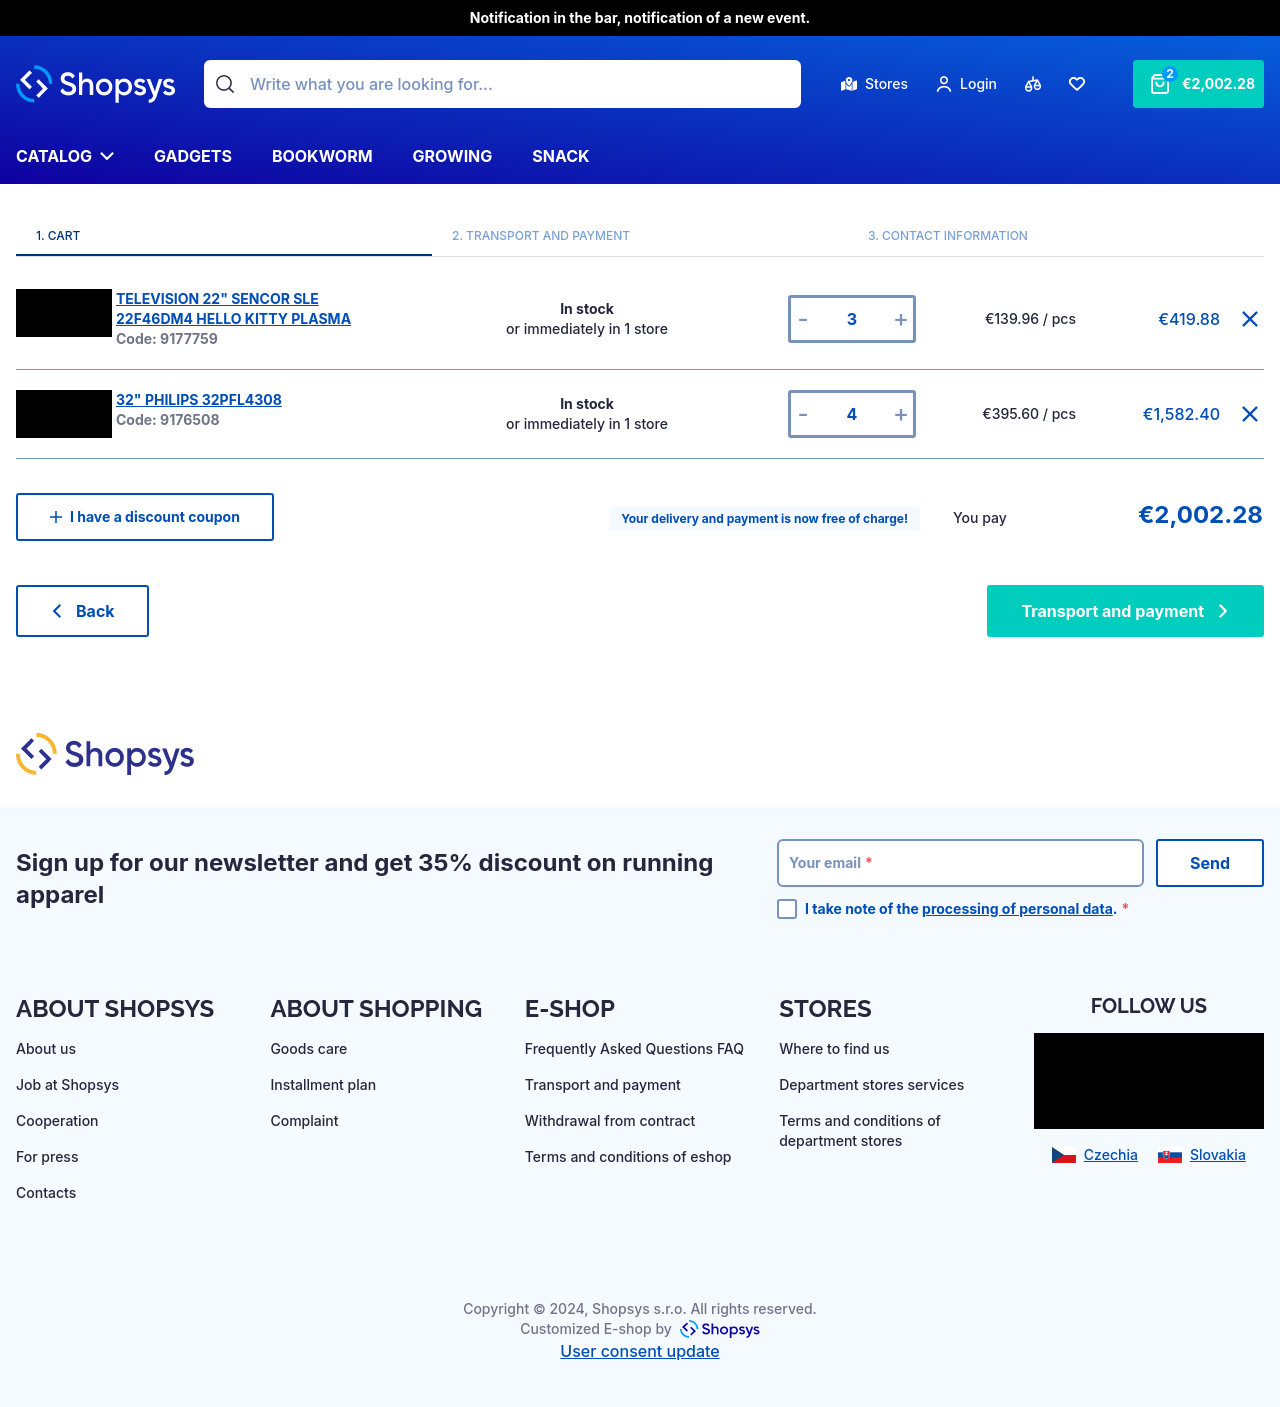 Notification in the bar, notification of a new event.
Shopsys
Write what you are looking for...
Stores
Login
2
€2,002.28
CATALOG
GADGETS
BOOKWORM
GROWING
SNACK
1. CART
2. TRANSPORT AND PAYMENT
3. CONTACT INFORMATION
TELEVISION 22" SENCOR SLE
22F46DM4 HELLO KITTY PLASMA
Code: 9177759
In stock
or immediately in 1 store
- 3 +
€139.96 / pcs
€419.88
32" PHILIPS 32PFL4308
Code: 9176508
In stock
or immediately in 1 store
- 4 +
€395.60 / pcs
€1,582.40
I have a discount coupon
Your delivery and payment is now free of charge!
You pay
€2,002.28
Back
Transport and payment
Shopsys
Sign up for our newsletter and get 35% discount on running
apparel
Your email *
Send
I take note of the processing of personal data. *
ABOUT SHOPSYS
About us
Job at Shopsys
Cooperation
For press
Contacts
ABOUT SHOPPING
Goods care
Installment plan
Complaint
E-SHOP
Frequently Asked Questions FAQ
Transport and payment
Withdrawal from contract
Terms and conditions of eshop
STORES
Where to find us
Department stores services
Terms and conditions of
department stores
FOLLOW US
Czechia
Slovakia
Copyright © 2024, Shopsys s.r.o. All rights reserved.
Customized E-shop by Shopsys
User consent update